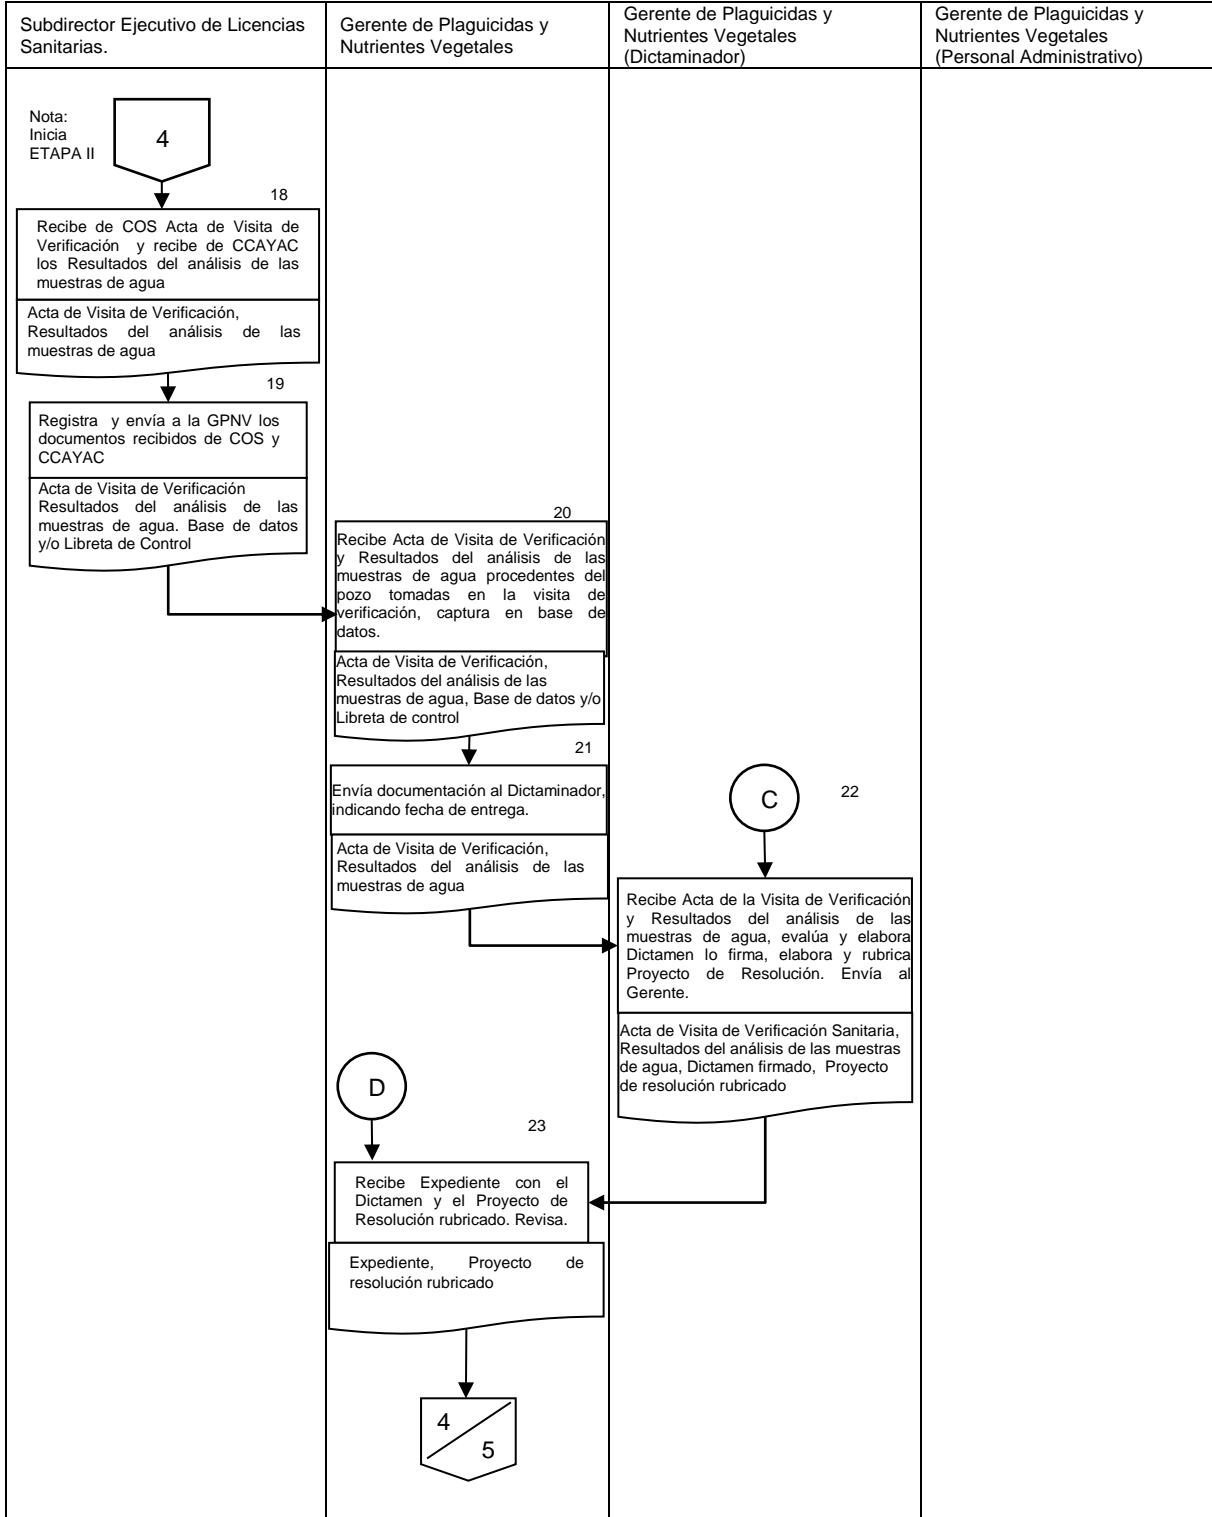 Subdirector Ejecutivo de Licencias
Sanitarias.
Gerente de Plaguicidas y
Nutrientes Vegetales
Gerente de Plaguicidas y
Nutrientes Vegetales
(Dictaminador)
Gerente de Plaguicidas y
Nutrientes Vegetales
(Personal Administrativo)
Nota:
Inicia
ETAPA II
4
18
Recibe de COS Acta de Visita de
Verificación y recibe de CCAYAC
los Resultados del análisis de las
muestras de agua
Acta de Visita de Verificación,
Resultados del análisis de las
muestras de agua
19
Registra y envía a la GPNV los
documentos recibidos de COS y
CCAYAC
Acta de Visita de Verificación
Resultados del análisis de las
muestras de agua. Base de datos
y/o Libreta de Control
20
Recibe Acta de Visita de Verificación
y Resultados del análisis de las
muestras de agua procedentes del
pozo tomadas en la visita de
verificación, captura en base de
datos.
Acta de Visita de Verificación,
Resultados del análisis de las
muestras de agua, Base de datos y/o
Libreta de control
21
Envía documentación al Dictaminador,
indicando fecha de entrega.
Acta de Visita de Verificación,
Resultados del análisis de las
muestras de agua
C
22
Recibe Acta de la Visita de Verificación
y Resultados del análisis de las
muestras de agua, evalúa y elabora
Dictamen lo firma, elabora y rubrica
Proyecto de Resolución. Envía al
Gerente.
Acta de Visita de Verificación Sanitaria,
Resultados del análisis de las muestras
de agua, Dictamen firmado, Proyecto
de resolución rubricado
D
23
Recibe Expediente con el
Dictamen y el Proyecto de
Resolución rubricado. Revisa.
Expediente, Proyecto de
resolución rubricado
4
5